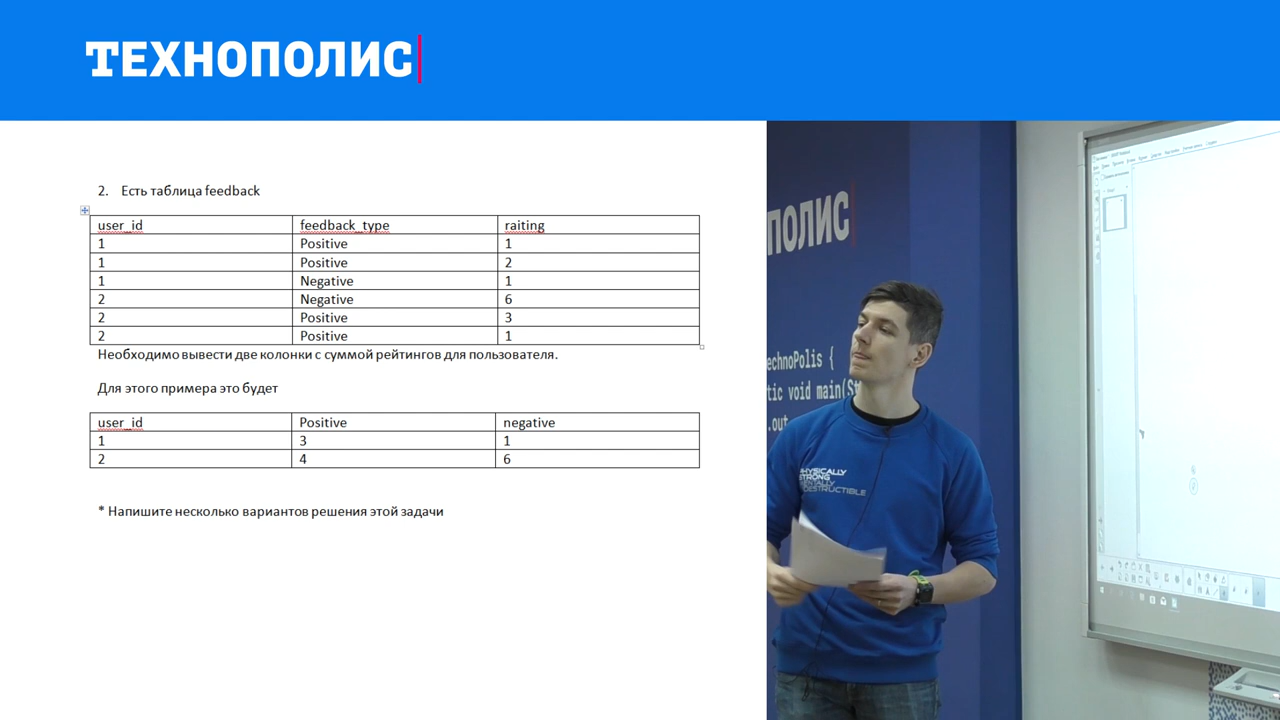 ТЕХНОПОЛИС
2. Есть таблица feedback
user_id feedback_type raiting
1 Positive 1
1 Positive 2
1 Negative 1
2 Negative 6
2 Positive 3
2 Positive 1
Необходимо вывести две колонки с суммой рейтингов для пользователя.
Для этого примера это будет
user_id Positive negative
1 3 1
2 4 6
* Напишите несколько вариантов решения этой задачи
ПОЛИС
echnoPolis {
tic void main(St
.out
PHYSICALLY
STRONG
MENTALLY